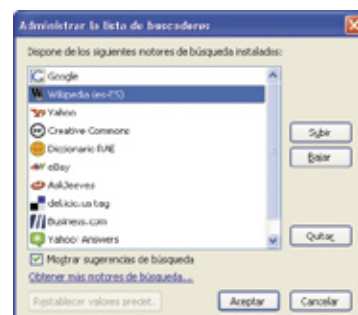 Administrar la lista de buscadores
Dispone de los siguientes motores de búsqueda instalados:
Google
Wikipedia (es-ES)
Yahoo
Creative Commons
Diccionario RAE
eBay
AskJeeves
del.icio.us tag
Business.com
Yahoo! Answers
Subir
Bajar
Quitar
Mostrar sugerencias de búsqueda
Obtener más motores de búsqueda...
Restablecer valores predet.
Aceptar
Cancelar